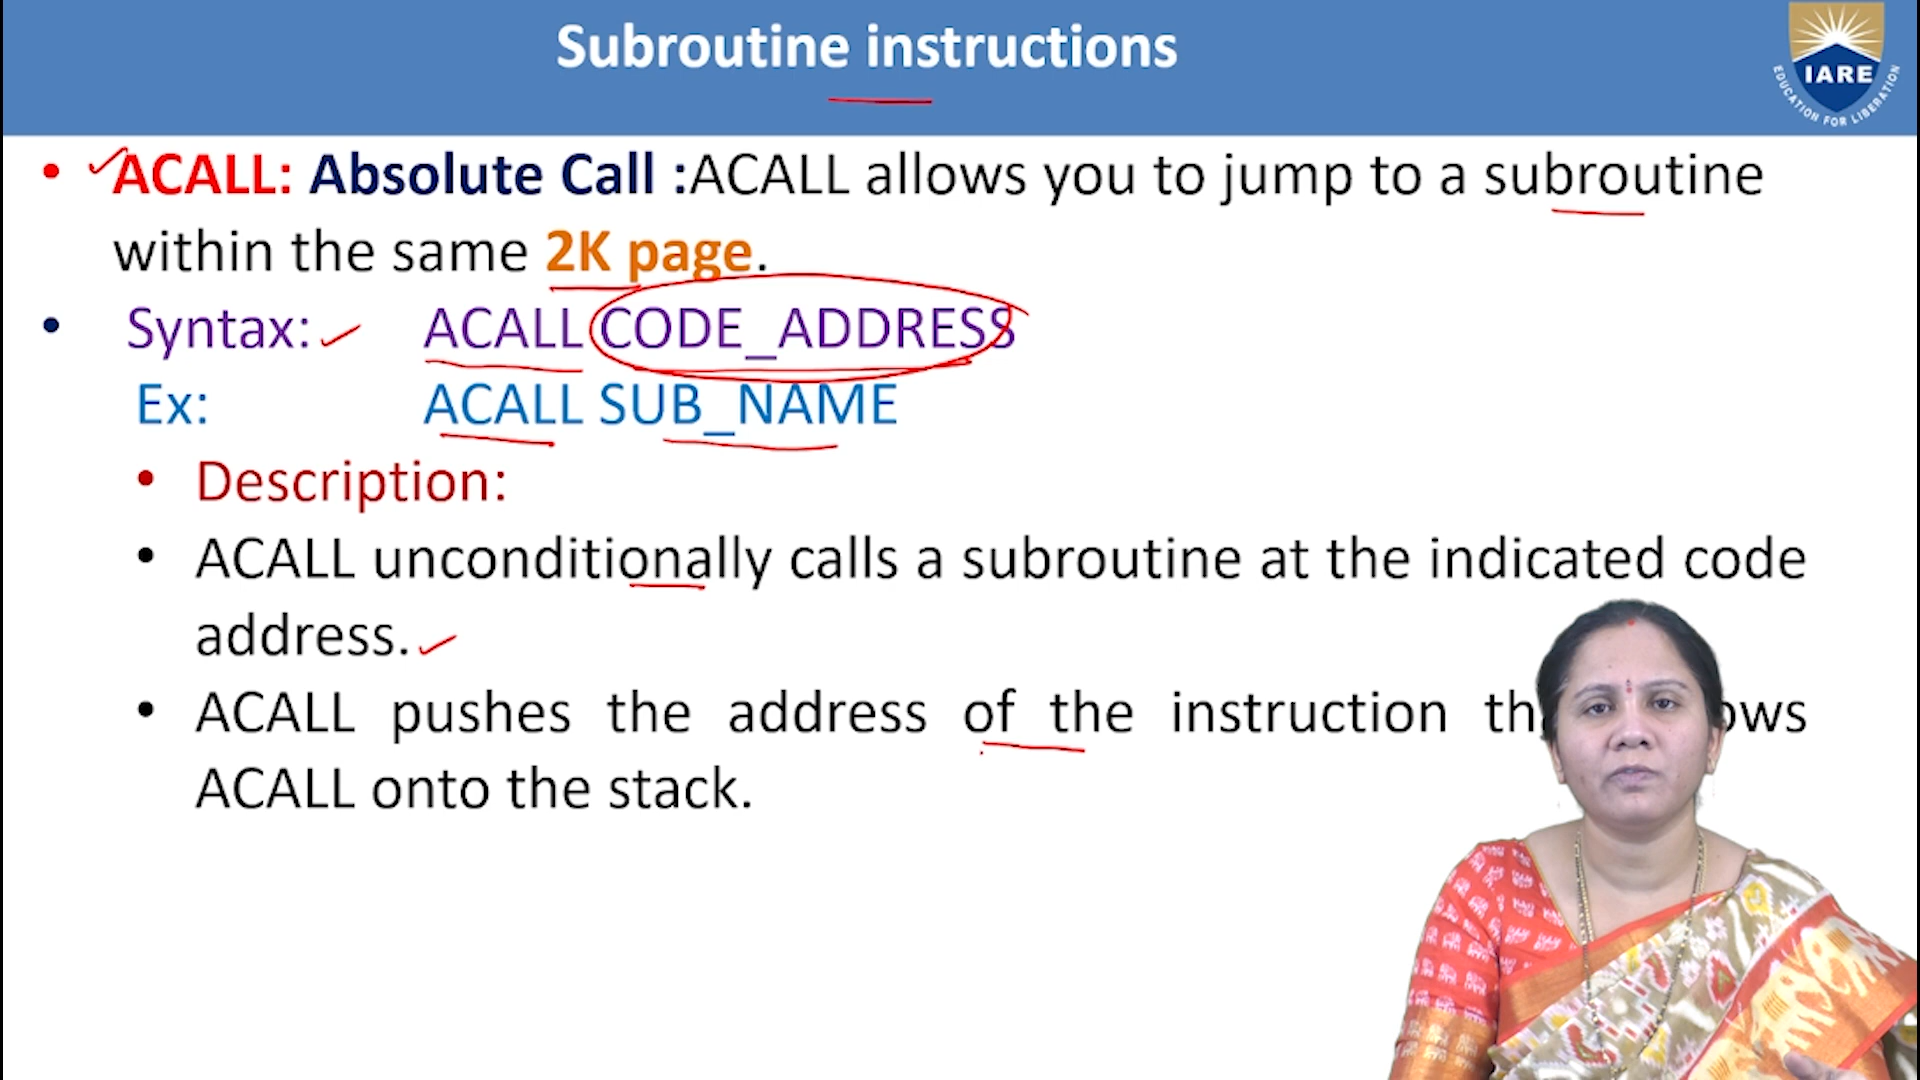 Subroutine instructions
IARE
EDUCATION FOR LIBERATION
• ACALL: Absolute Call :ACALL allows you to jump to a subroutine
within the same 2K page.
• Syntax: ACALL CODE_ADDRESS
Ex: ACALL SUB_NAME
• Description:
• ACALL unconditionally calls a subroutine at the indicated code
address.
• ACALL pushes the address of the instruction
ACALL onto the stack.